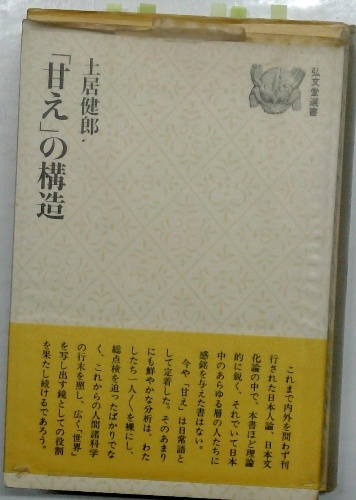 弘文堂選書
土居健郎・
「甘え」の構造
これまで内外を問わず刊
行された日本人論、日本文
化論の中で、本書ほど理論
的に鋭く、それでいて日本
中のあらゆる層の人たちに
感銘を与えた書はない。
今や「甘え」は日常語と
して定着した。そのあまり
にも鮮やかな分析は、わた
したち一人〱を裸にし、
総点検を迫ったばかりでな
く、これからの人間諸科学
の行末を照し、広く「世界」
を写し出す鏡としての役割
を果たし続けるであろう。